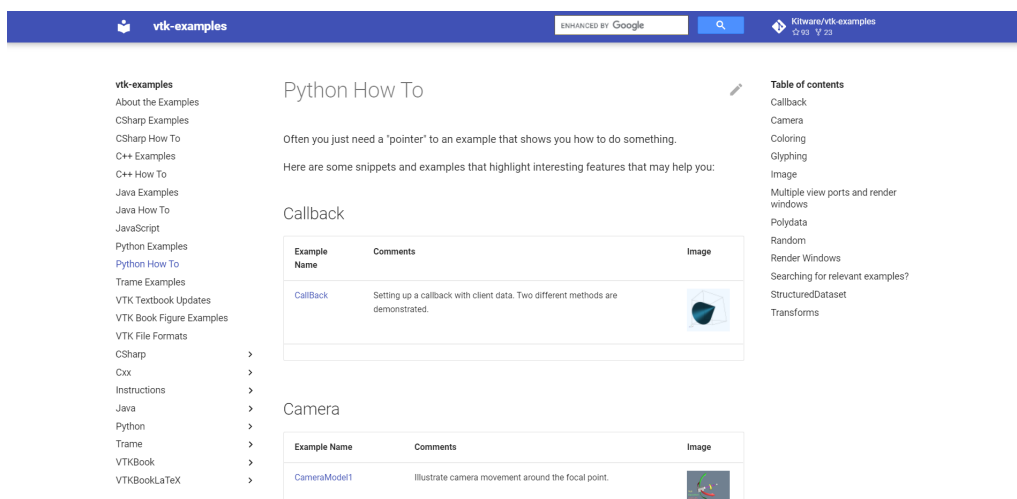 vtk-examples
ENHANCED BY Google
Kitware/vtk-examples
93 23
vtk-examples
About the Examples
CSharp Examples
CSharp How To
C++ Examples
C++ How To
Java Examples
Java How To
JavaScript
Python Examples
Python How To
Trame Examples
VTK Textbook Updates
VTK Book Figure Examples
VTK File Formats
CSharp
Cxx
Instructions
Java
Python
Trame
VTKBook
VTKBookLaTeX
Python How To
Often you just need a "pointer" to an example that shows you how to do something.
Here are some snippets and examples that highlight interesting features that may help you:
Callback
Example Name Comments Image
CallBack Setting up a callback with client data. Two different methods are
demonstrated.
Camera
Example Name Comments Image
CameraModel1 Illustrate camera movement around the focal point.
Table of contents
Callback
Camera
Coloring
Glyphing
Image
Multiple view ports and render
windows
Polydata
Random
Render Windows
Searching for relevant examples?
StructuredDataset
Transforms